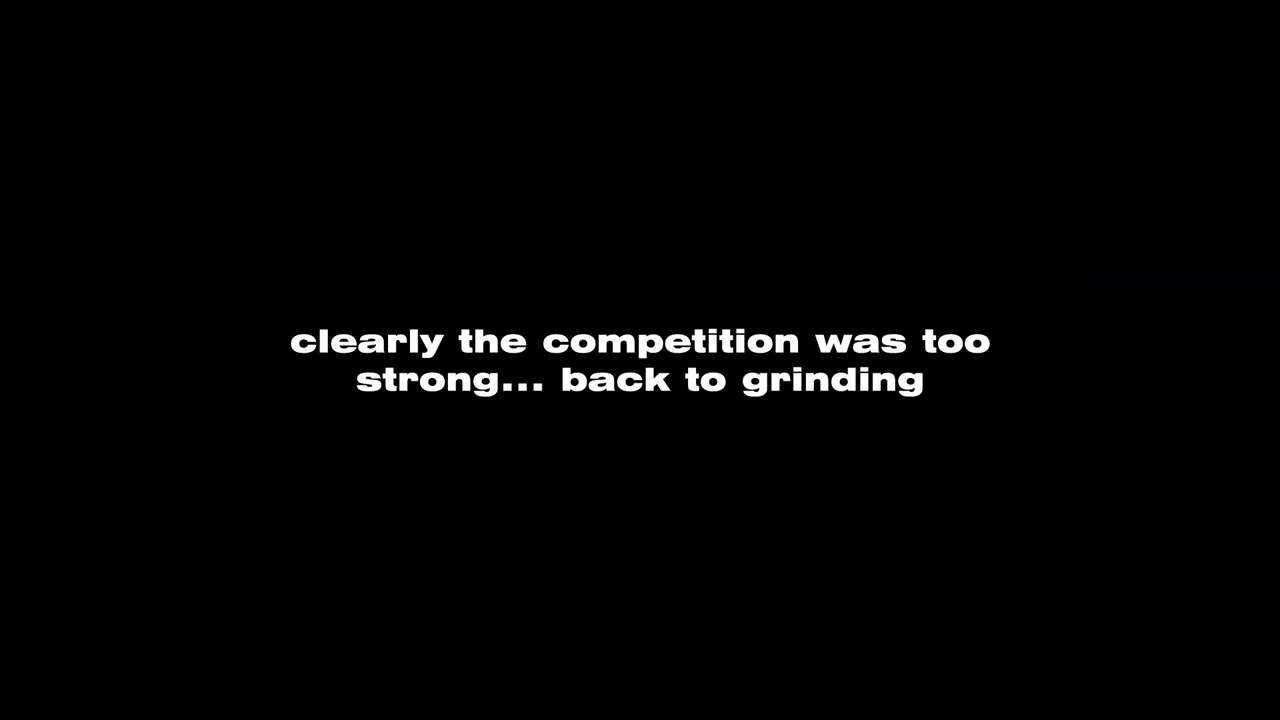 clearly the competition was too
strong... back to grinding